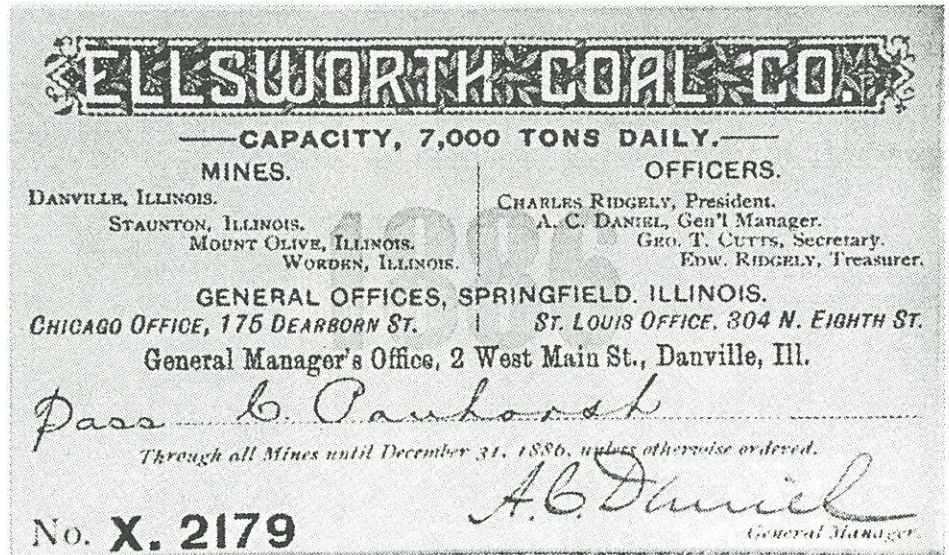 ELLSWORTH COAL CO.
CAPACITY, 7,000 TONS DAILY.
MINES.
DANVILLE, ILLINOIS.
STAUNTON, ILLINOIS.
MOUNT OLIVE, ILLINOIS.
WORDEN, ILLINOIS.
OFFICERS.
CHARLES RIDGELY, President.
A. C. DANIEL, Gen'l Manager.
GEO. T. CUTTS, Secretary.
EDW. RIDGELY, Treasurer.
1886
GENERAL OFFICES, SPRINGFIELD. ILLINOIS.
CHICAGO OFFICE, 175 DEARBORN ST.
ST. LOUIS OFFICE, 304 N. EIGHTH ST.
General Manager's Office, 2 West Main St., Danville, Ill.
Pass C. Panhorst
Through all Mines until December 31, 1886, unless otherwise ordered.
A. C. Daniel
General Manager.
No. X. 2179